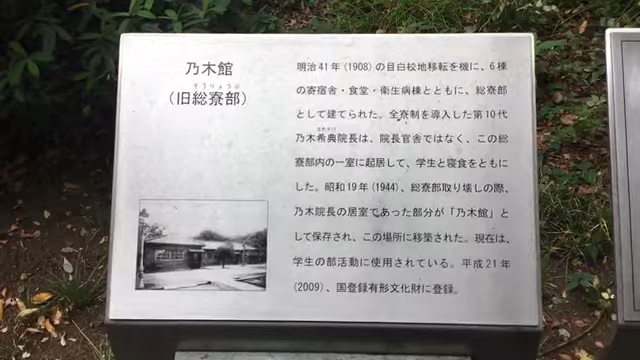 乃木館
そうりょうぶ
（旧総寮部）
明治41年（1908）の目白校地移転を機に、6棟
の寄宿舎・食堂・衛生病棟とともに、総寮部
として建てられた。全寮制を導入した第10代
まれすけ
乃木希典院長は、院長官舎ではなく、この総
寮部内の一室に起居して、学生と寝食をともに
した。昭和19年（1944）、総寮部取り壊しの際、
乃木院長の居室であった部分が「乃木館」と
して保存され、この場所に移築された。現在は、
学生の部活動に使用されている。平成21年
（2009）、国登録有形文化財に登録。